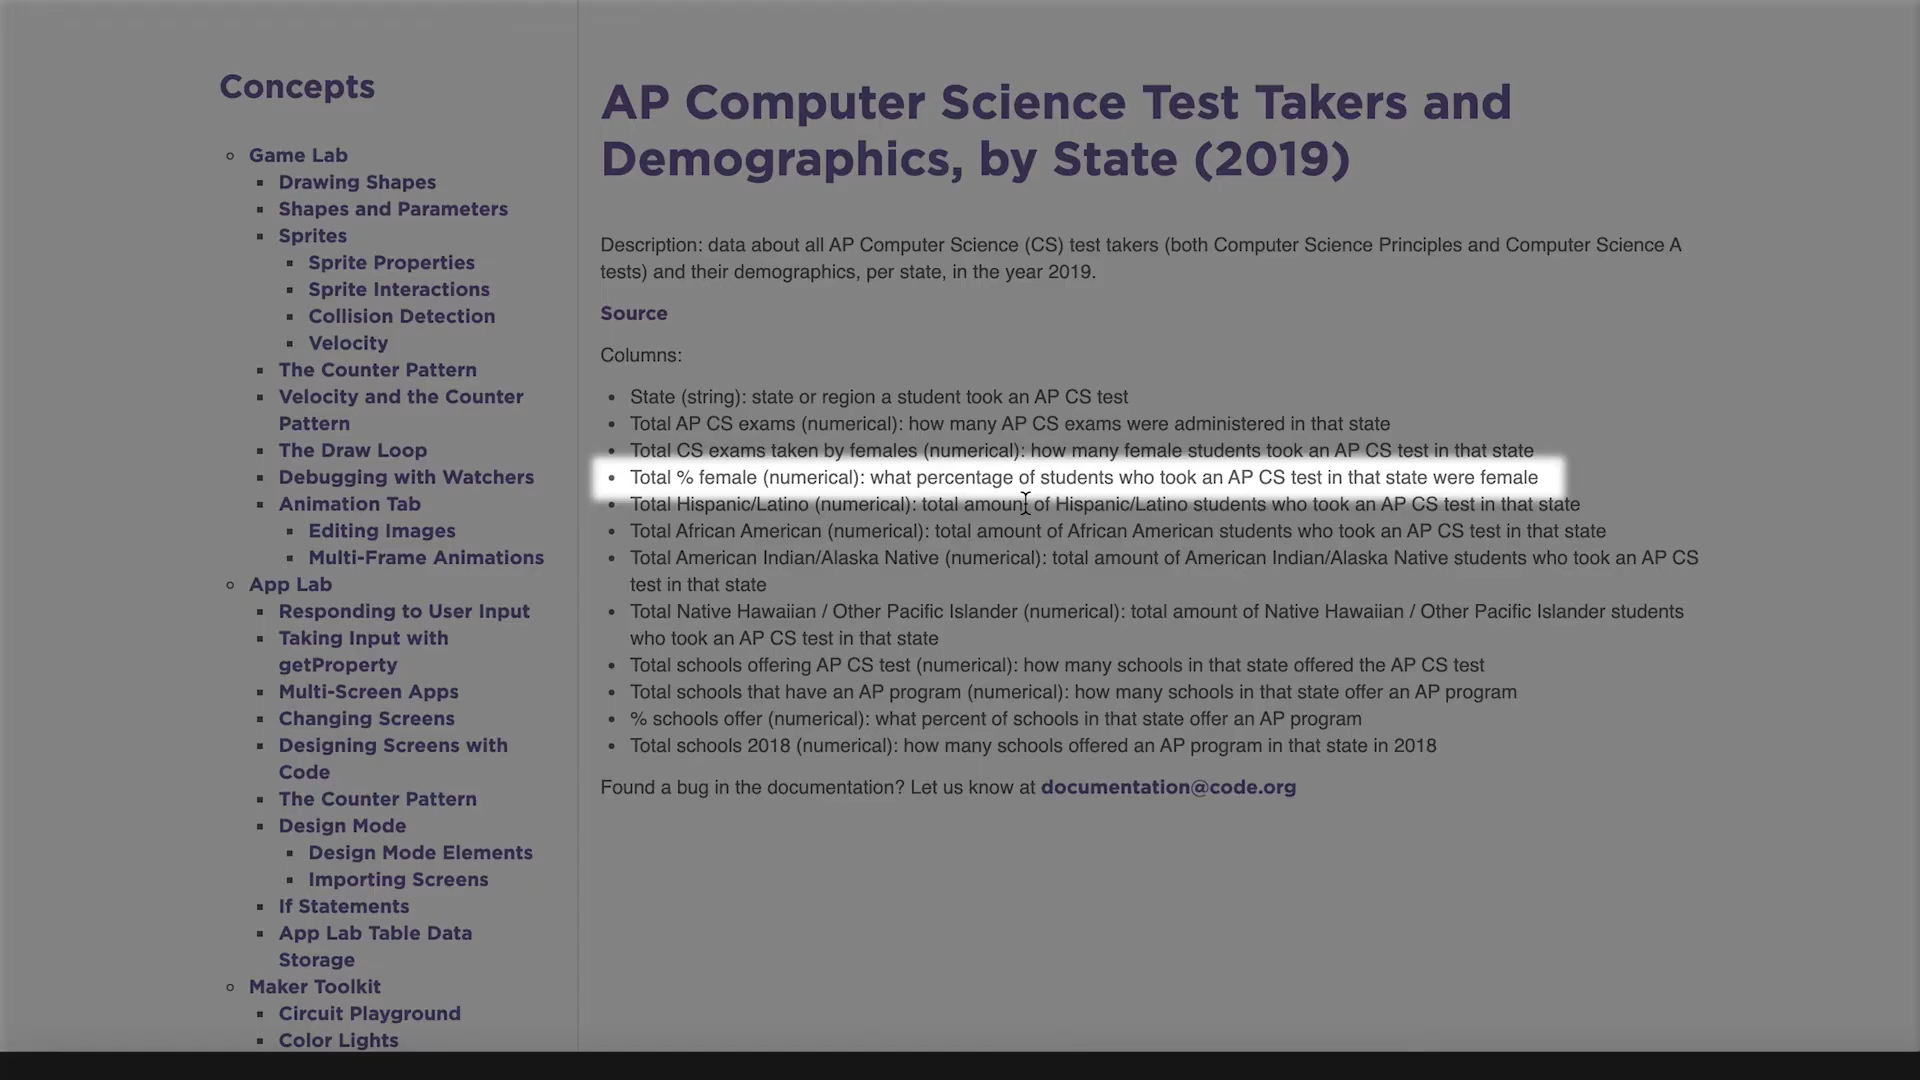 Concepts
Game Lab
Drawing Shapes
Shapes and Parameters
Sprites
Sprite Properties
Sprite Interactions
Collision Detection
Velocity
The Counter Pattern
Velocity and the Counter
Pattern
The Draw Loop
Debugging with Watchers
Animation Tab
Editing Images
Multi-Frame Animations
App Lab
Responding to User Input
Taking Input with
getProperty
Multi-Screen Apps
Changing Screens
Designing Screens with
Code
The Counter Pattern
Design Mode
Design Mode Elements
Importing Screens
If Statements
App Lab Table Data
Storage
Maker Toolkit
Circuit Playground
Color Lights
AP Computer Science Test Takers and
Demographics, by State (2019)
Description: data about all AP Computer Science (CS) test takers (both Computer Science Principles and Computer Science A
tests) and their demographics, per state, in the year 2019.
Source
Columns:
State (string): state or region a student took an AP CS test
Total AP CS exams (numerical): how many AP CS exams were administered in that state
Total CS exams taken by females (numerical): how many female students took an AP CS test in that state
Total % female (numerical): what percentage of students who took an AP CS test in that state were female
Total Hispanic/Latino (numerical): total amount of Hispanic/Latino students who took an AP CS test in that state
Total African American (numerical): total amount of African American students who took an AP CS test in that state
Total American Indian/Alaska Native (numerical): total amount of American Indian/Alaska Native students who took an AP CS
test in that state
Total Native Hawaiian / Other Pacific Islander (numerical): total amount of Native Hawaiian / Other Pacific Islander students
who took an AP CS test in that state
Total schools offering AP CS test (numerical): how many schools in that state offered the AP CS test
Total schools that have an AP program (numerical): how many schools in that state offer an AP program
% schools offer (numerical): what percent of schools in that state offer an AP program
Total schools 2018 (numerical): how many schools offered an AP program in that state in 2018
Found a bug in the documentation? Let us know at documentation@code.org